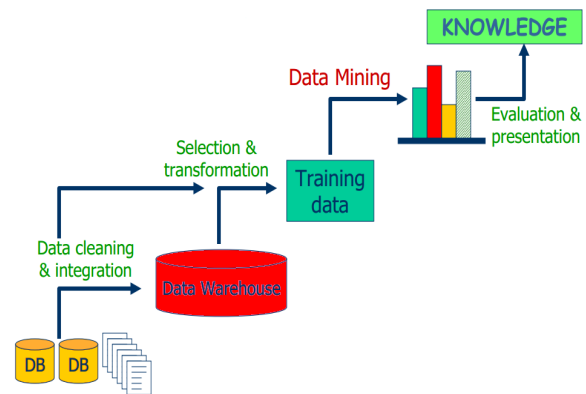 KNOWLEDGE
Data Mining
Evaluation &
presentation
Selection &
transformation
Training
data
Data cleaning
& integration
Data Warehouse
DB
DB